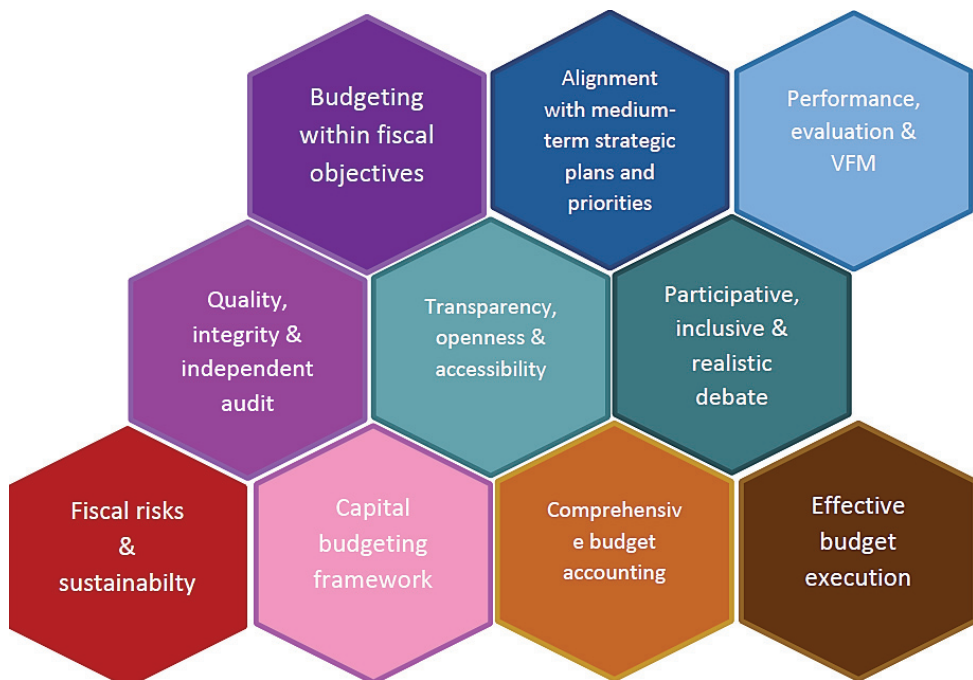 Budgeting
within fiscal
objectives
Alignment
with medium-
term strategic
plans and
priorities
Performance,
evaluation &
VFM
Quality,
integrity &
independent
audit
Transparency,
openness &
accessibility
Participative,
inclusive &
realistic
debate
Fiscal risks
&
sustainabilty
Capital
budgeting
framework
Comprehensiv
e budget
accounting
Effective
budget
execution